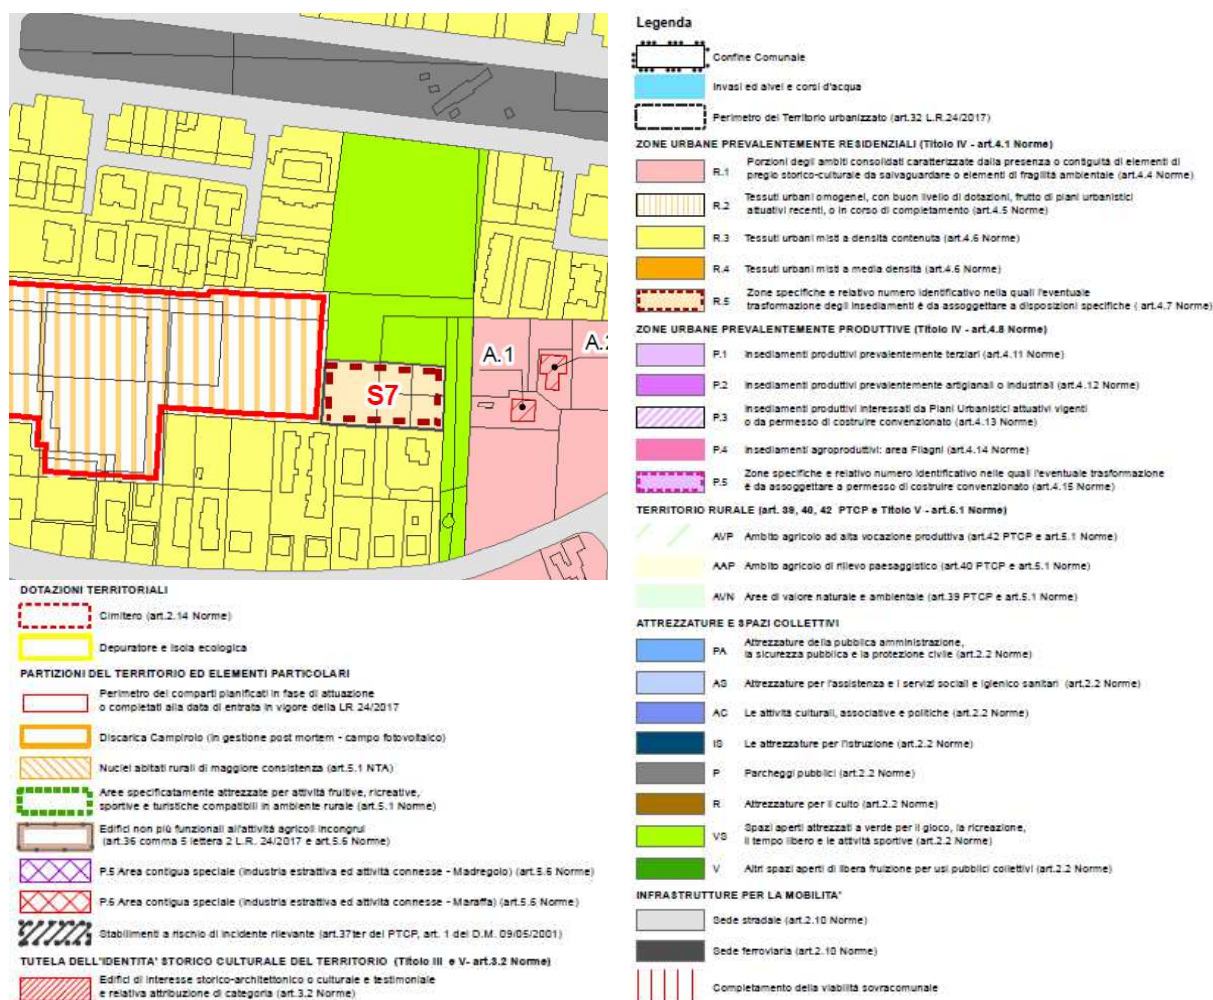 A.1
A.2
S7
DOTAZIONI TERRITORIALI
Cimitero (art.2.14 Norme)
Depuratore e isola ecologica
PARTIZIONI DEL TERRITORIO ED ELEMENTI PARTICOLARI
Perimetro dei comparti pianificati in fase di attuazione
o completati alla data di entrata in vigore della LR 24/2017
Discarica Campirolo (in gestione post mortem - campo fotovoltaico)
Nuclei abitati rurali di maggiore consistenza (art.5.1 NTA)
Aree specificatamente attrezzate per attività fruitive, ricreative,
sportive e turistiche compatibili in ambiente rurale (art.5.1 Norme)
Edifici non più funzionali all'attività agricoli incongrui
(art.36 comma 5 lettera 2 L.R. 24/2017 e art.5.6 Norme)
P.5 Area contigua speciale (industria estrattiva ed attività connesse - Madregolo) (art.5.6 Norme)
P.6 Area contigua speciale (industria estrattiva ed attività connesse - Maraffa) (art.5.6 Norme)
Stabilimenti a rischio di incidente rilevante (art.37ter del PTCP, art. 1 del D.M. 09/05/2001)
TUTELA DELL'IDENTITA' STORICO CULTURALE DEL TERRITORIO (Titolo III e V- art.3.2 Norme)
Edifici di interesse storico-architettonico o culturale e testimoniale
e relativa attribuzione di categoria (art.3.2 Norme)
Legenda
Confine Comunale
Invasi ed alvei e corsi d'acqua
Perimetro del Territorio urbanizzato (art.32 L.R.24/2017)
ZONE URBANE PREVALENTEMENTE RESIDENZIALI (Titolo IV - art.4.1 Norme)
R.1 Porzioni degli ambiti consolidati caratterizzate dalla presenza o contiguità di elementi di
pregio storico-culturale da salvaguardare o elementi di fragilità ambientale (art.4.4 Norme)
R.2 Tessuti urbani omogenei, con buon livello di dotazioni, frutto di piani urbanistici
attuativi recenti, o in corso di completamento (art.4.5 Norme)
R.3 Tessuti urbani misti a densità contenuta (art.4.6 Norme)
R.4 Tessuti urbani misti a media densità (art.4.6 Norme)
R.5 Zone specifiche e relativo numero identificativo nella quali l'eventuale
trasformazione degli insediamenti è da assoggettare a disposizioni specifiche ( art.4.7 Norme)
ZONE URBANE PREVALENTEMENTE PRODUTTIVE (Titolo IV - art.4.8 Norme)
P.1 Insediamenti produttivi prevalentemente terziari (art.4.11 Norme)
P.2 Insediamenti produttivi prevalentemente artigianali o industriali (art.4.12 Norme)
P.3 Insediamenti produttivi interessati da Piani Urbanistici attuativi vigenti
o da permesso di costruire convenzionato (art.4.13 Norme)
P.4 Insediamenti agroproduttivi: area Filagni (art.4.14 Norme)
P.5 Zone specifiche e relativo numero identificativo nelle quali l'eventuale trasformazione
è da assoggettare a permesso di costruire convenzionato (art.4.15 Norme)
TERRITORIO RURALE (art. 39, 40, 42 PTCP e Titolo V - art.5.1 Norme)
AVP Ambito agricolo ad alta vocazione produttiva (art.42 PTCP e art.5.1 Norme)
AAP Ambito agricolo di rilievo paesaggistico (art.40 PTCP e art.5.1 Norme)
AVN Aree di valore naturale e ambientale (art.39 PTCP e art.5.1 Norme)
ATTREZZATURE E SPAZI COLLETTIVI
PA Attrezzature della pubblica amministrazione,
la sicurezza pubblica e la protezione civile (art.2.2 Norme)
AS Attrezzature per l'assistenza e i servizi sociali e igienico sanitari (art.2.2 Norme)
AC Le attività culturali, associative e politiche (art.2.2 Norme)
IS Le attrezzature per l'istruzione (art.2.2 Norme)
P Parcheggi pubblici (art.2.2 Norme)
R Attrezzature per il culto (art.2.2 Norme)
VS Spazi aperti attrezzati a verde per il gioco, la ricreazione,
il tempo libero e le attività sportive (art.2.2 Norme)
V Altri spazi aperti di libera fruizione per usi pubblici collettivi (art.2.2 Norme)
INFRASTRUTTURE PER LA MOBILITA'
Sede stradale (art.2.10 Norme)
Sede ferroviaria (art.2.10 Norme)
Completamento della viabilità sovracomunale